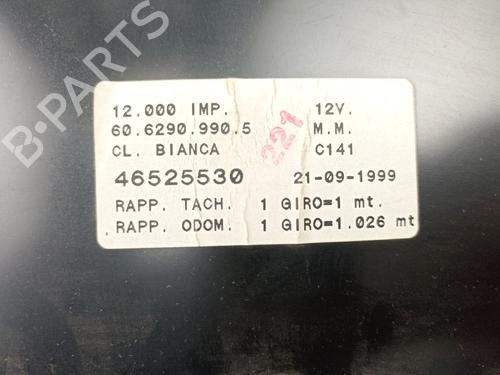 B-PARTS
12.000 IMP. 12V.
60.6290.990.5 M.M.
CL. BIANCA C141
221
46525530 21-09-1999
RAPP. TACH. 1 GIRO=1 mt.
RAPP. ODOM. 1 GIRO=1.026 mt